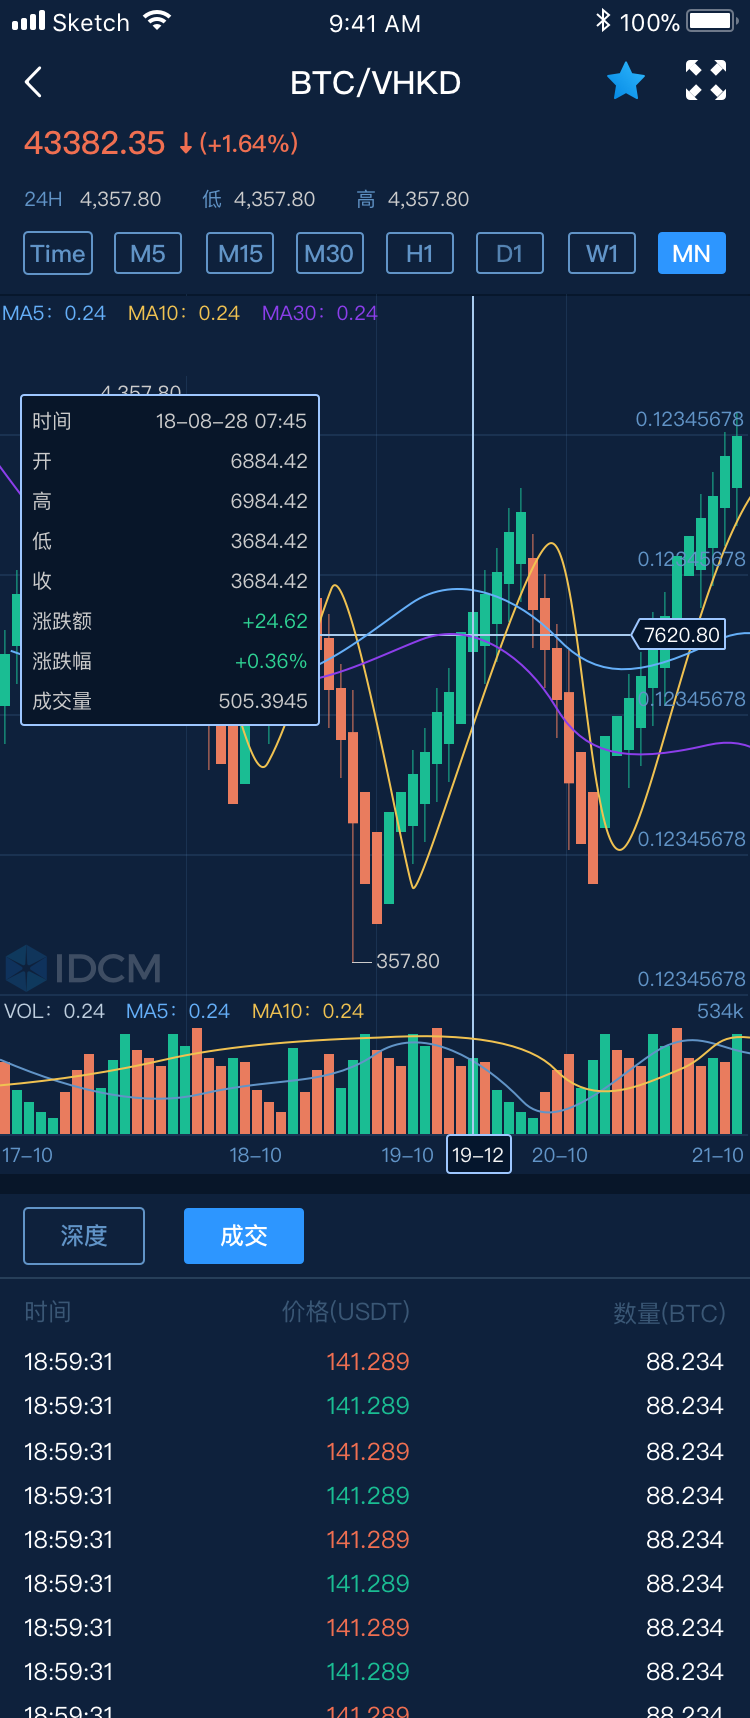 Sketch 9:41 AM 100%
BTC/VHKD
43382.35 ↓(+1.64%)
24H 4,357.80 低 4,357.80 高 4,357.80
Time M5 M15 M30 H1 D1 W1 MN
MA5: 0.24 MA10: 0.24 MA30: 0.24
4,357.80
0.12345678
时间 18-08-28 07:45
开 6884.42
高 6984.42
低 3684.42
0.12345678
收 3684.42
涨跌额 +24.62
7620.80
涨跌幅 +0.36%
成交量 505.3945
0.12345678
0.12345678
357.80
IDCM
0.12345678
VOL: 0.24 MA5: 0.24 MA10: 0.24 534k
17-10 18-10 19-10 19-12 20-10 21-10
深度 成交
时间 价格(USDT) 数量(BTC)
18:59:31 141.289 88.234
18:59:31 141.289 88.234
18:59:31 141.289 88.234
18:59:31 141.289 88.234
18:59:31 141.289 88.234
18:59:31 141.289 88.234
18:59:31 141.289 88.234
18:59:31 141.289 88.234
18:59:31 141.289 88.234